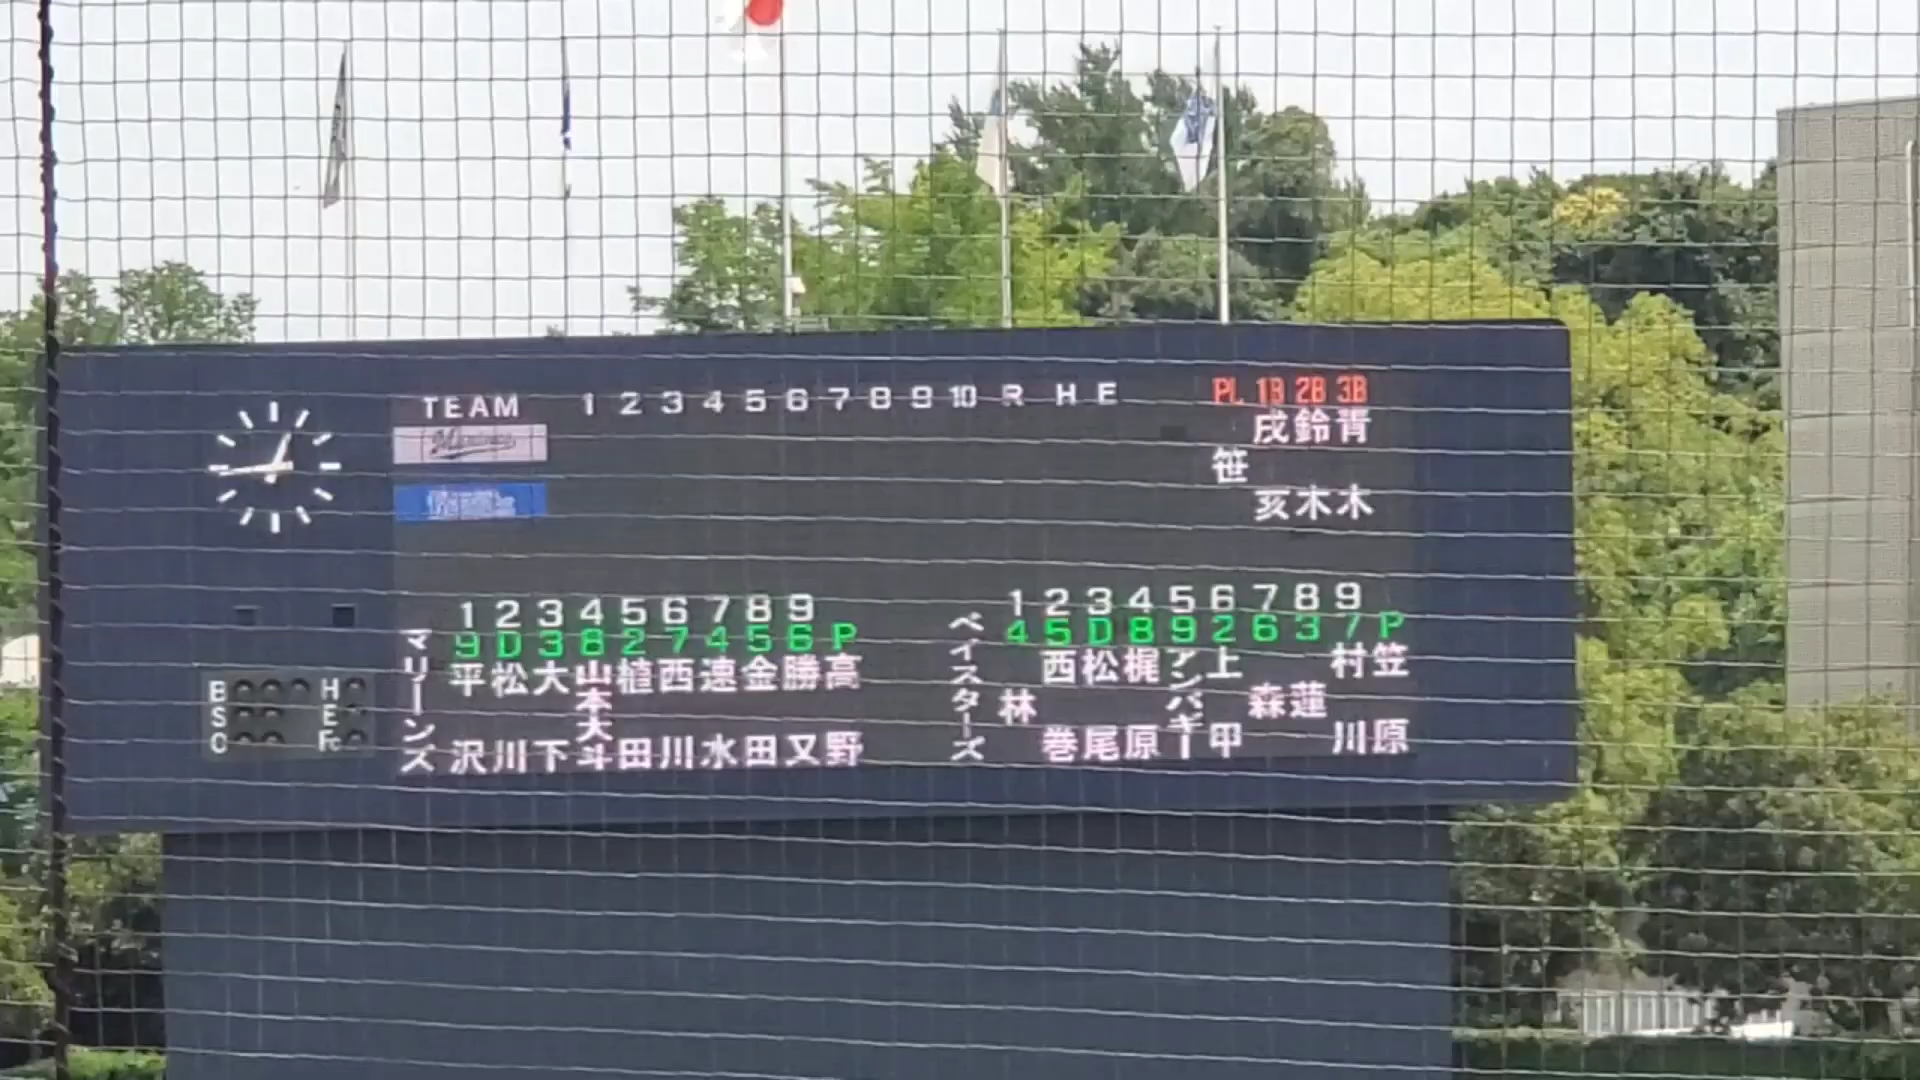 TEAM 1 2 3 4 5 6 7 8 9 10 R H E
Marines
PL 1B 2B 3B
笹 戌亥 鈴木 青木
マリーンズ
1 2 3 4 5 6 7 8 9
9 D 3 8 2 7 4 5 6 P
平沢 松川 大下 山本大斗 植田 西川 速水 金田 勝又 高野
ベイスターズ
1 2 3 4 5 6 7 8 9
4 5 D 8 9 2 6 3 7 P
林 西巻 松尾 梶原 アンバギー 上甲 森 蓮 村川 笠原
B H
S E
O Fc